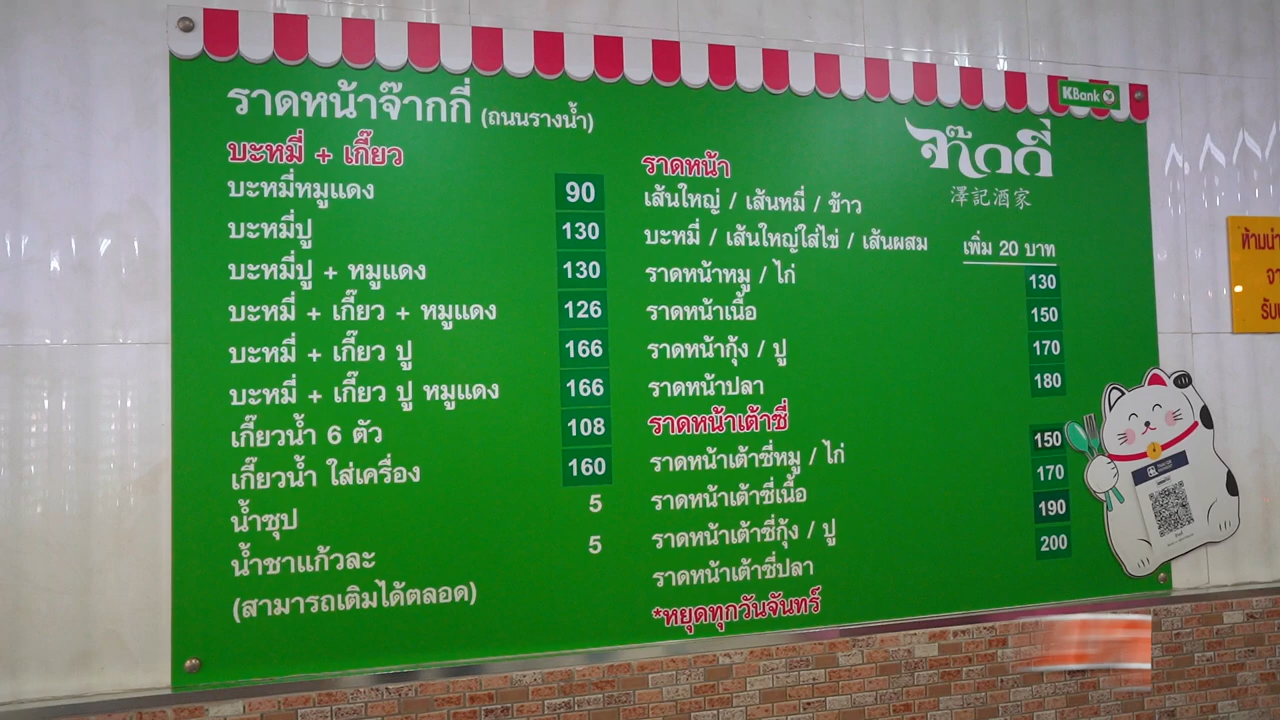 ราดหน้าจ๊ากกี่ (ถนนรางน้ำ)
บะหมี่ + เกี๊ยว
บะหมี่หมูแดง 90
บะหมี่ปู 130
บะหมี่ปู + หมูแดง 130
บะหมี่ + เกี๊ยว + หมูแดง 126
บะหมี่ + เกี๊ยว ปู 166
บะหมี่ + เกี๊ยว ปู หมูแดง 166
เกี๊ยวน้ำ 6 ตัว 108
เกี๊ยวน้ำ ใส่เครื่อง 160
น้ำซุป 5
น้ำชาแก้วละ 5
(สามารถเติมได้ตลอด)
KBank
จ๊ากกี่
澤記酒家
ราดหน้า
เส้นใหญ่ / เส้นหมี่ / ข้าว
บะหมี่ / เส้นใหญ่ใส่ไข่ / เส้นผสม เพิ่ม 20 บาท
ราดหน้าหมู / ไก่ 130
ราดหน้าเนื้อ 150
ราดหน้ากุ้ง / ปู 170
ราดหน้าปลา 180
ราดหน้าเต้าซี่
ราดหน้าเต้าซี่หมู / ไก่ 150
ราดหน้าเต้าซี่เนื้อ 170
ราดหน้าเต้าซี่กุ้ง / ปู 190
ราดหน้าเต้าซี่ปลา 200
*หยุดทุกวันจันทร์